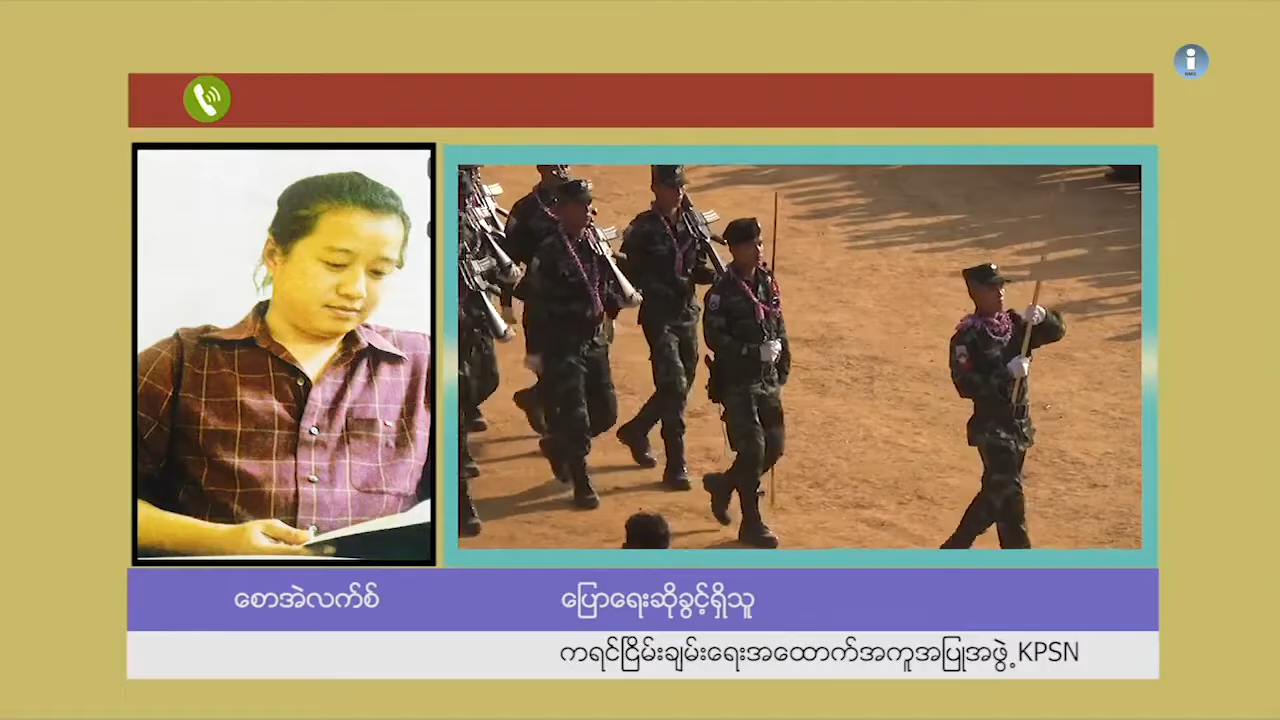 စောအဲလက်စ်
ပြောရေးဆိုခွင့်ရှိသူ
ကရင်ငြိမ်းချမ်းရေးအထောက်အကူအပြုအဖွဲ့ KPSN